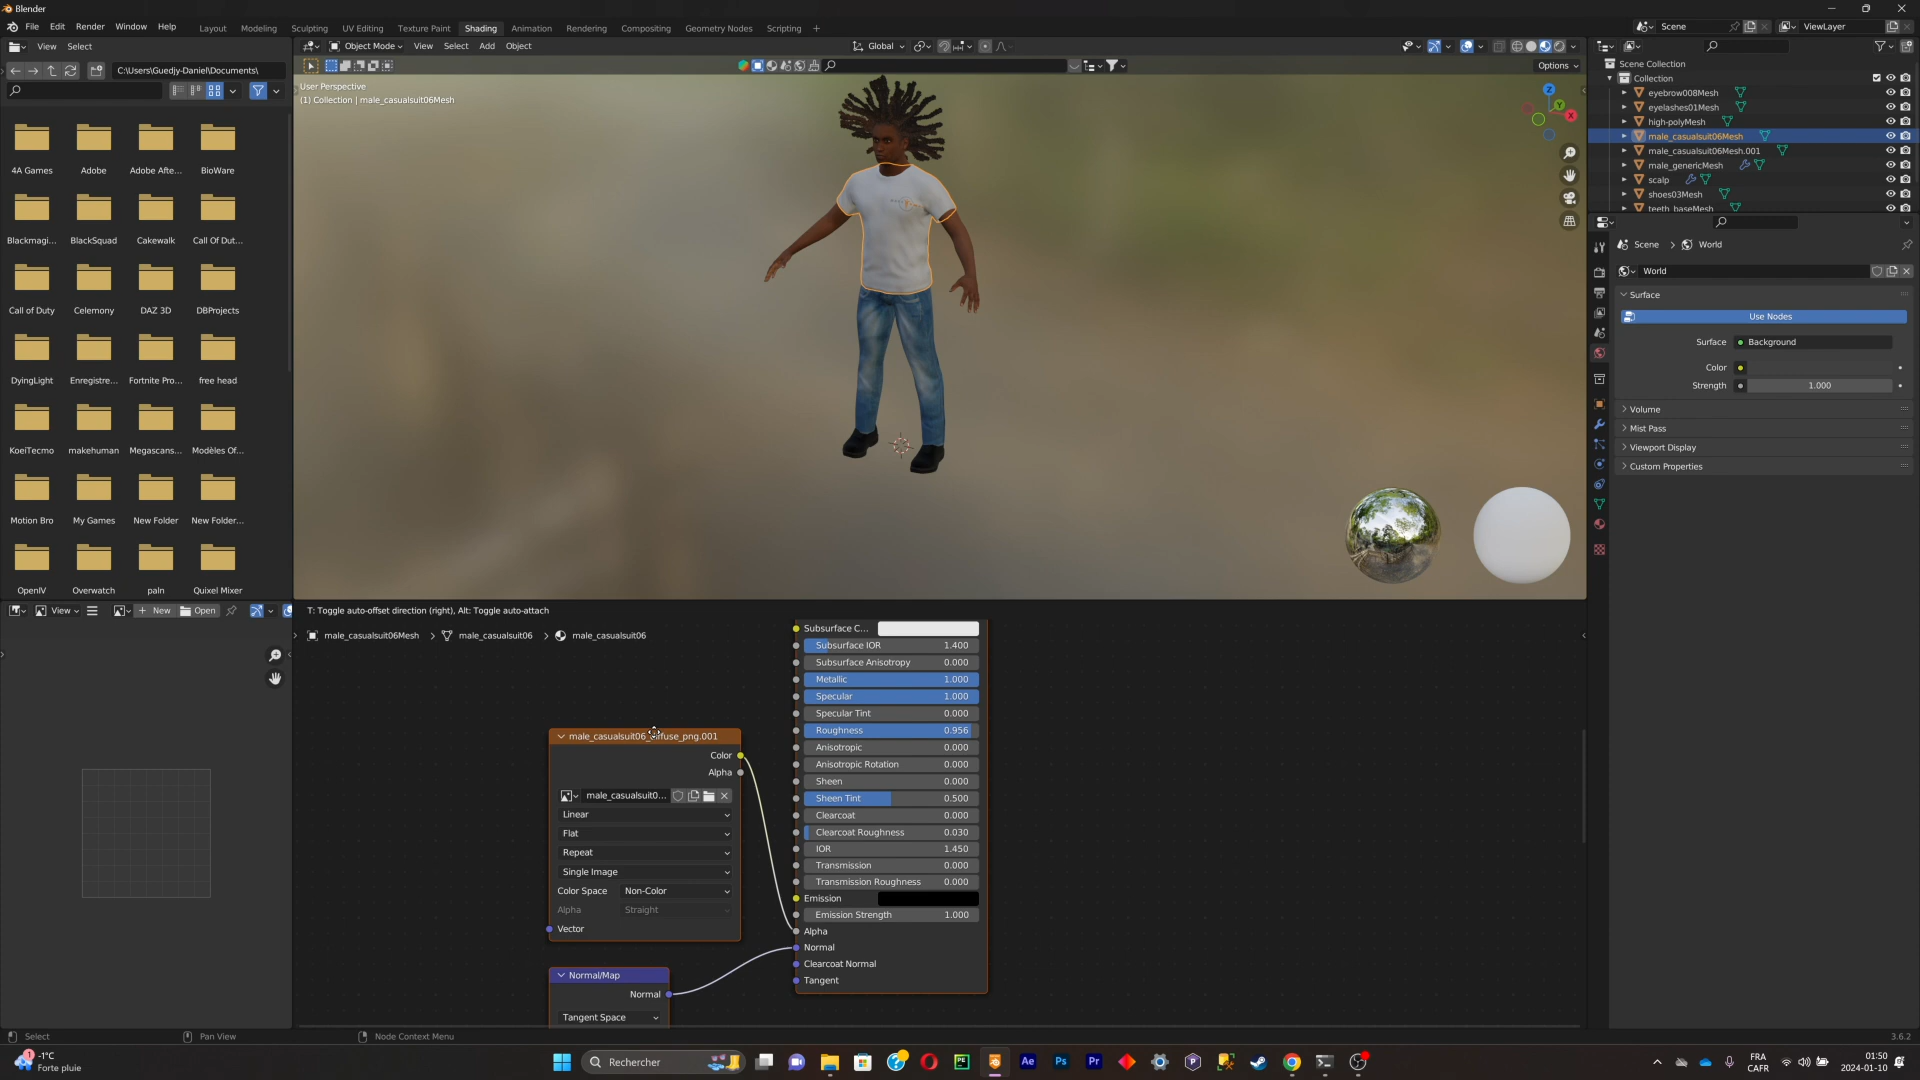 Blender
File Edit Render Window Help Layout Modeling Sculpting UV Editing Texture Paint Shading Animation Rendering Compositing Geometry Nodes Scripting +
Scene
ViewLayer
View Select
Object Mode View Select Add Object
Global
C:\Users\Guedjy-Daniel\Documents\
Options
User Perspective
(1) Collection | male_casualsuit06Mesh
4A Games Adobe Adobe Afte... BioWare
Blackmagi... BlackSquad Cakewalk Call Of Dut...
Call of Duty Celemony DAZ 3D DBProjects
DyingLight Enregistre... Fortnite Pro... free head
KoeiTecmo makehuman Megascans... Modèles Of...
Motion Bro My Games New Folder New Folder...
OpenIV Overwatch paln Quixel Mixer
Z
Y
X
Scene Collection
Collection
eyebrow008Mesh
eyelashes01Mesh
high-polyMesh
male_casualsuit06Mesh
male_casualsuit06Mesh.001
male_genericMesh
scalp
shoes03Mesh
teeth_baseMesh
Scene > World
World
Surface
Use Nodes
Surface Background
Color
Strength 1.000
Volume
Mist Pass
Viewport Display
Custom Properties
View
New Open
T: Toggle auto-offset direction (right), Alt: Toggle auto-attach
male_casualsuit06Mesh > male_casualsuit06 > male_casualsuit06
male_casualsuit06_diffuse_png.001
Color
Alpha
male_casualsuit0...
Linear
Flat
Repeat
Single Image
Color Space Non-Color
Alpha Straight
Vector
Normal/Map
Normal
Tangent Space
Subsurface C...
Subsurface IOR 1.400
Subsurface Anisotropy 0.000
Metallic 1.000
Specular 1.000
Specular Tint 0.000
Roughness 0.956
Anisotropic 0.000
Anisotropic Rotation 0.000
Sheen 0.000
Sheen Tint 0.500
Clearcoat 0.000
Clearcoat Roughness 0.030
IOR 1.450
Transmission 0.000
Transmission Roughness 0.000
Emission
Emission Strength 1.000
Alpha
Normal
Clearcoat Normal
Tangent
Select Pan View Node Context Menu
3.6.2
1
-1°C
Forte pluie
Rechercher
PE
Ae
Ps
Pr
FRA
CAFR
01:50
2024-01-10